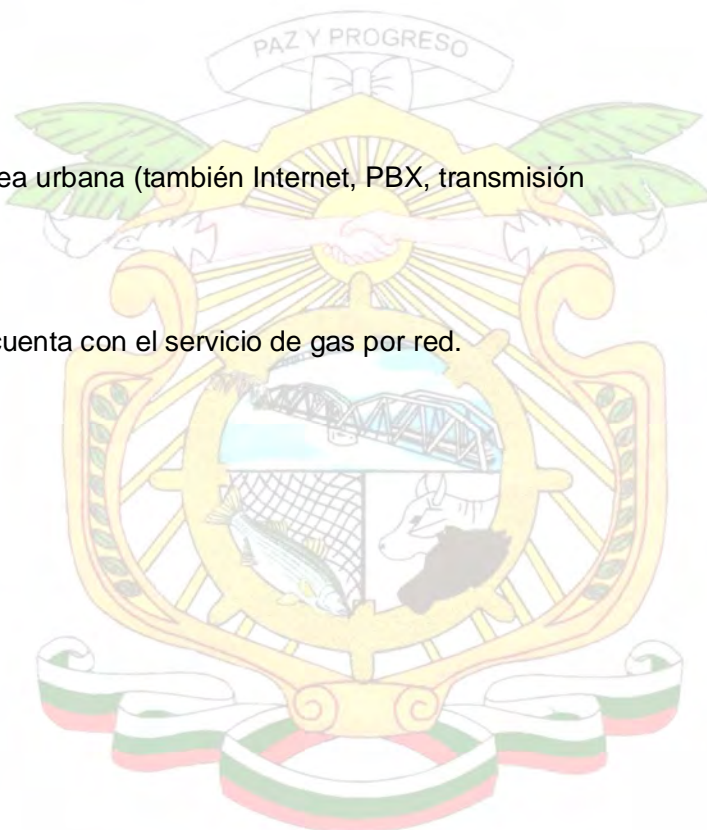 PAZ Y PROGRESO
ea urbana (también Internet, PBX, transmisión
cuenta con el servicio de gas por red.